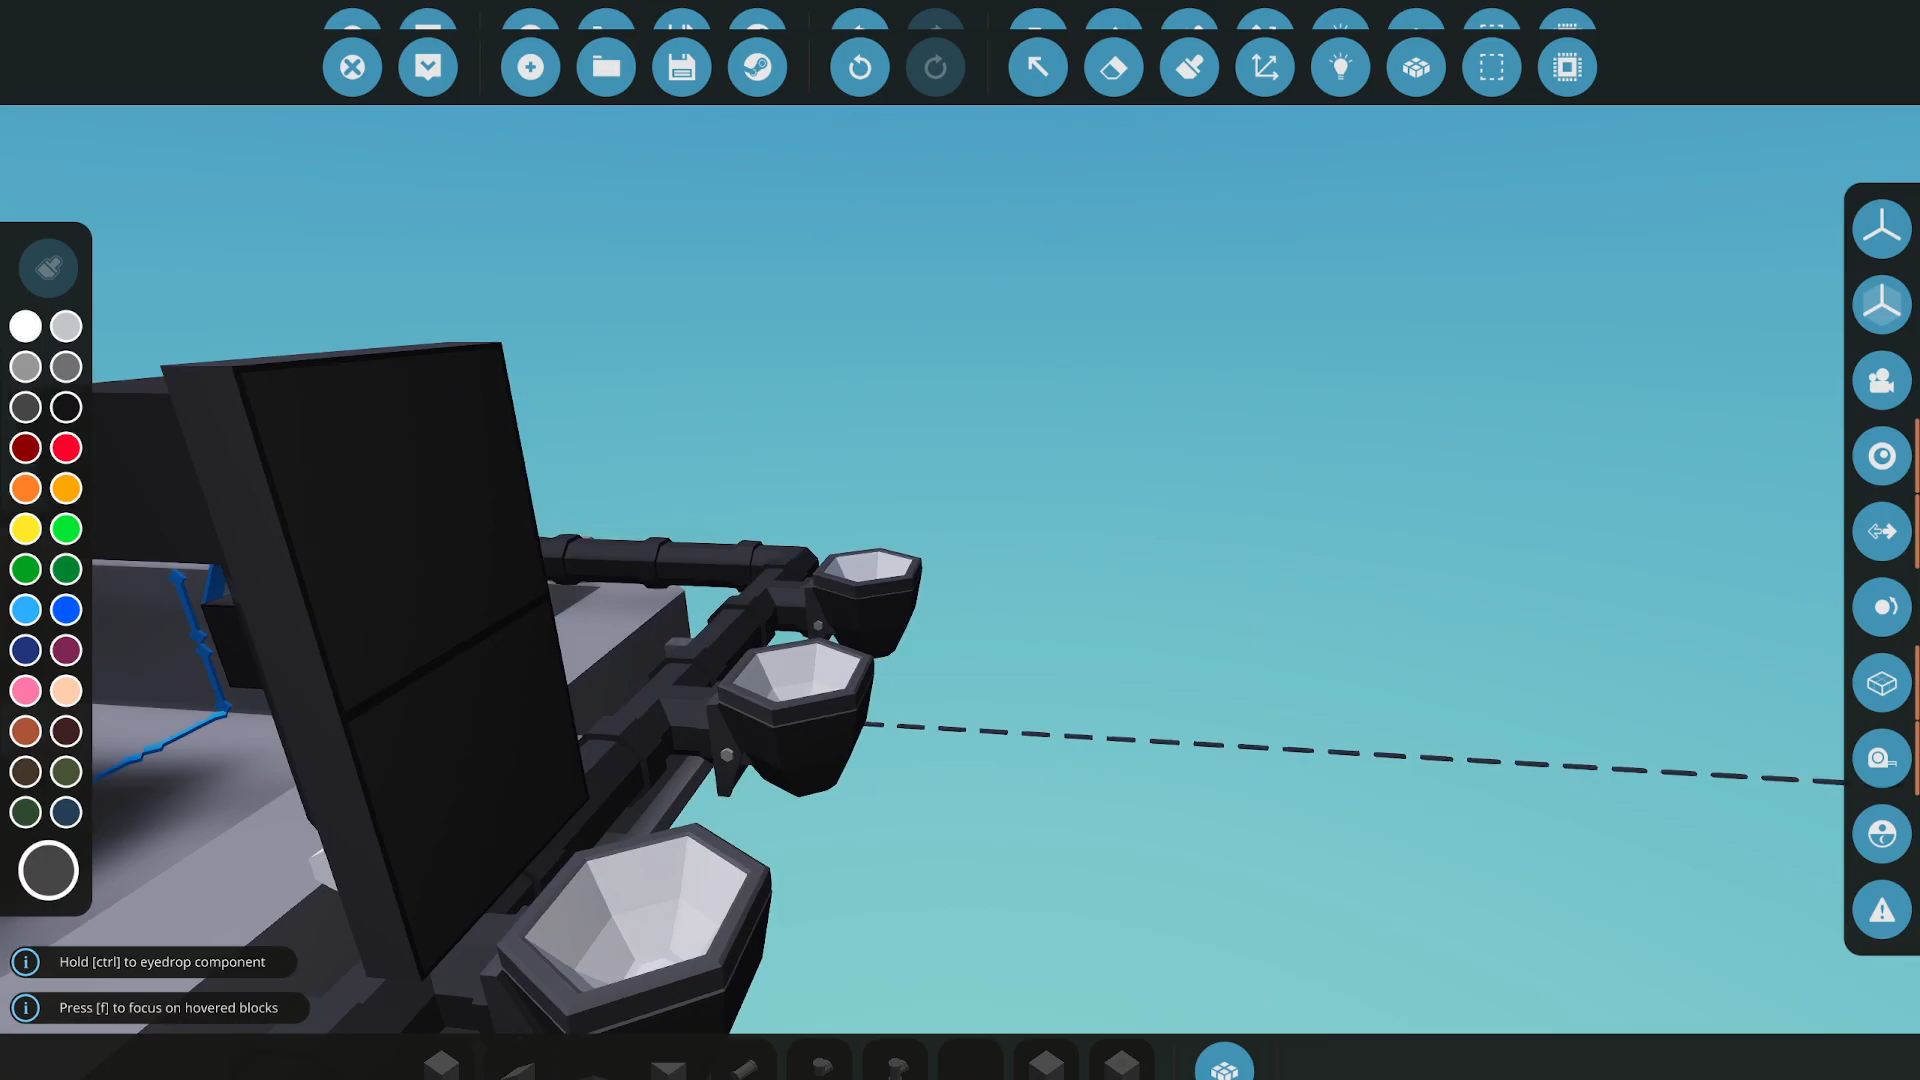 Hold [ctrl] to eyedrop component
Press [f] to focus on hovered blocks